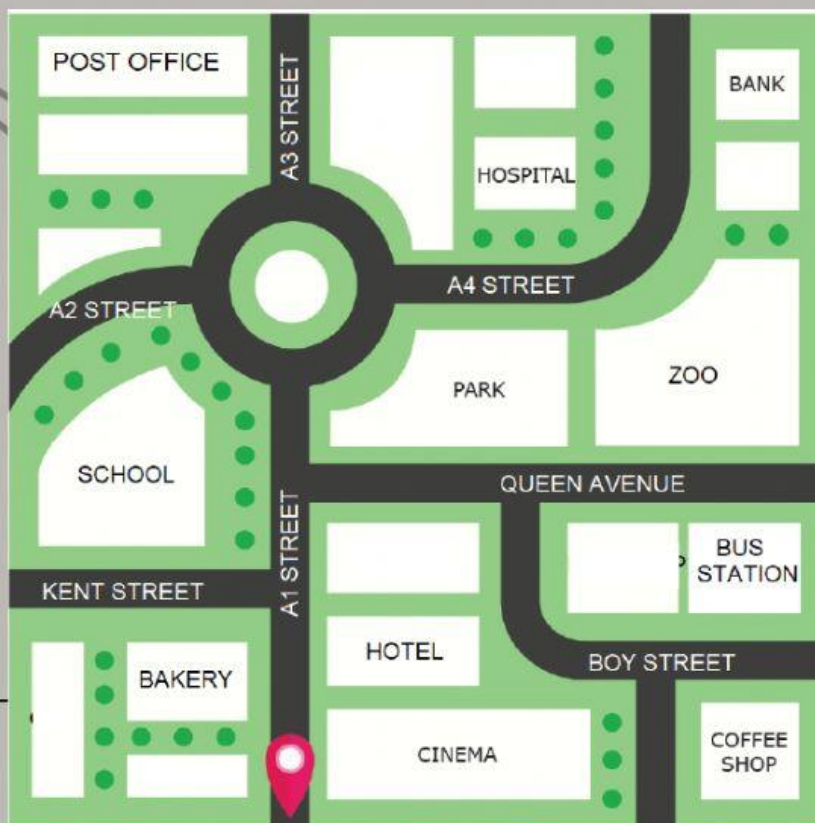 POST OFFICE
A3 STREET
BANK
HOSPITAL
A2 STREET
A4 STREET
PARK
ZOO
SCHOOL
QUEEN AVENUE
A1 STREET
BUS
STATION
KENT STREET
HOTEL
BOY STREET
BAKERY
CINEMA
COFFEE
SHOP